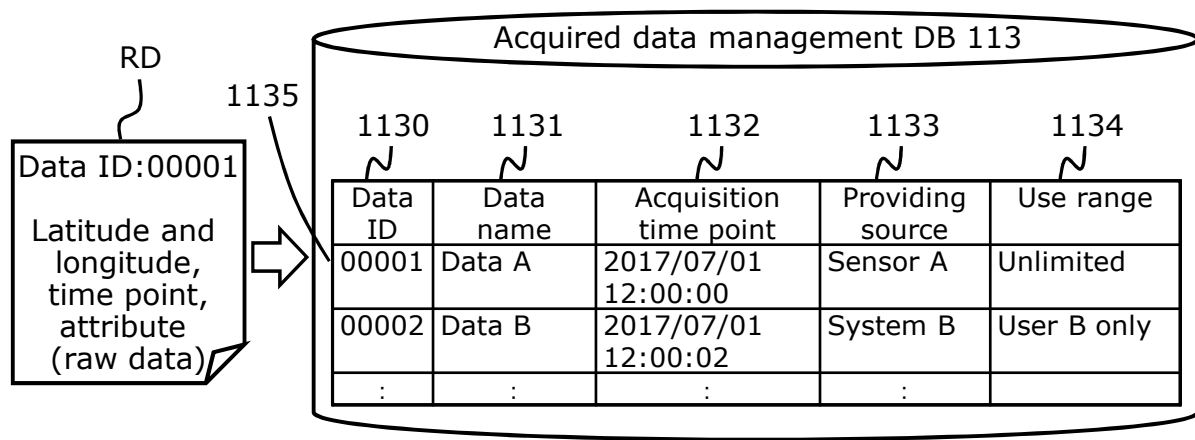 Acquired data management DB 113
RD
1135
1130 1131 1132 1133 1134
Data ID:00001
Latitude and
longitude,
time point,
attribute
(raw data)
Data Data Acquisition Providing Use range
ID name time point source
00001 Data A 2017/07/01 Sensor A Unlimited
12:00:00
00002 Data B 2017/07/01 System B User B only
12:00:02
: : : :